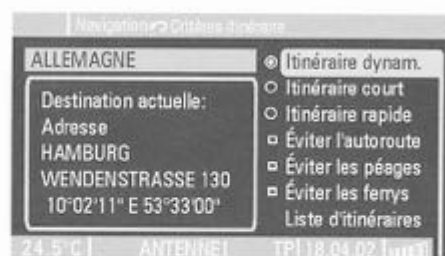 Navigation Critères itinéraire
ALLEMAGNE
Destination actuelle:
Adresse
HAMBURG
WENDENSTRASSE 130
10°02'11" E 53°33'00"
Itinéraire dynam.
Itinéraire court
Itinéraire rapide
Éviter l'autoroute
Éviter les péages
Éviter les ferrys
Liste d'itinéraires
24.5°C ANTENNE1 TP 18.04.02